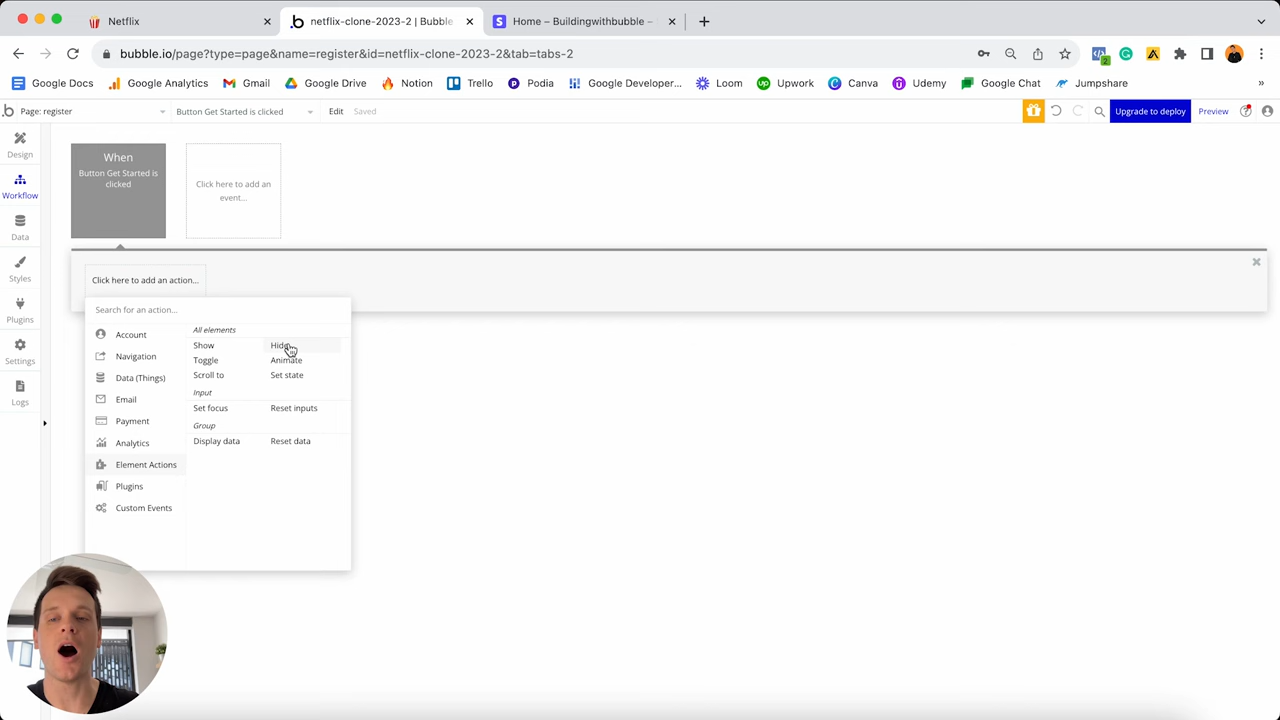 Netflix
netflix-clone-2023-2 | Bubble
Home – Buildingwithbubble –
bubble.io/page?type=page&name=register&id=netflix-clone-2023-2&tab=tabs-2
2
Google Docs
Google Analytics
Gmail
Google Drive
Notion
Trello
Podia
Google Developer...
Loom
Upwork
Canva
Udemy
Google Chat
Jumpshare
»
Page: register
Button Get Started is clicked
Edit
Saved
Upgrade to deploy
Preview
Design
Workflow
Data
Styles
Plugins
Settings
Logs
When
Button Get Started is
clicked
Click here to add an
event...
Click here to add an action...
Search for an action...
Account
Navigation
Data (Things)
Email
Payment
Analytics
Element Actions
Plugins
Custom Events
All elements
Show
Hide
Toggle
Animate
Scroll to
Set state
Input
Set focus
Reset inputs
Group
Display data
Reset data